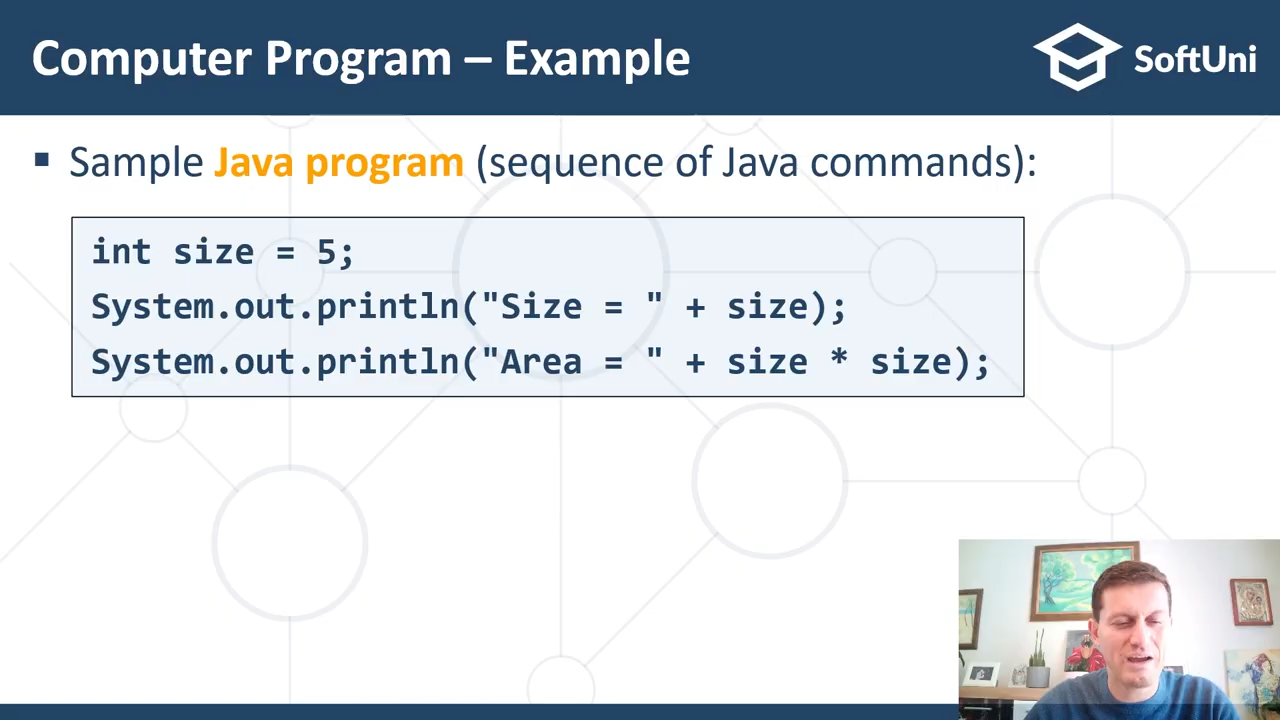 Computer Program – Example
SoftUni
▪ Sample Java program (sequence of Java commands):
int size = 5;
System.out.println("Size = " + size);
System.out.println("Area = " + size * size);